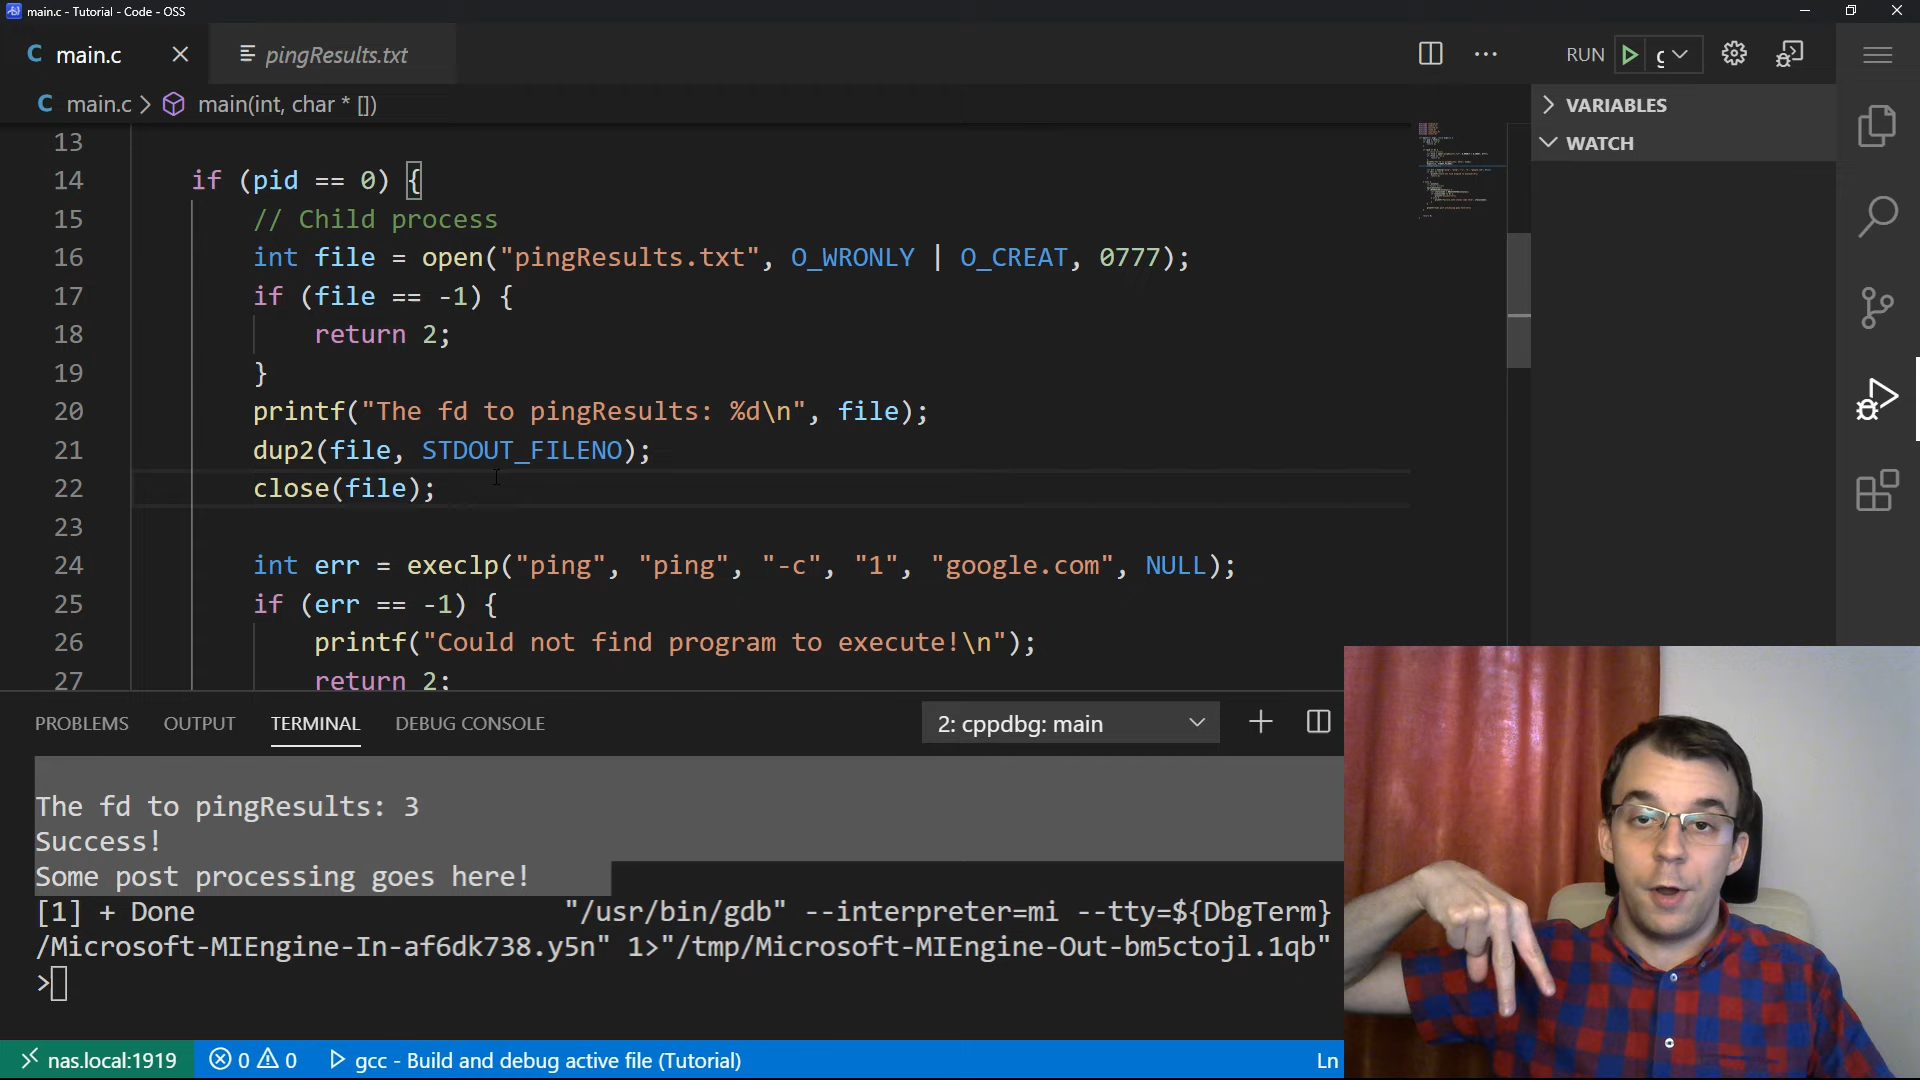 main.c - Tutorial - Code - OSS
main.c
pingResults.txt
RUN
main.c > main(int, char * [])
VARIABLES
WATCH
13
14 if (pid == 0) {
15 // Child process
16 int file = open("pingResults.txt", O_WRONLY | O_CREAT, 0777);
17 if (file == -1) {
18 return 2;
19 }
20 printf("The fd to pingResults: %d\n", file);
21 dup2(file, STDOUT_FILENO);
22 close(file);
23
24 int err = execlp("ping", "ping", "-c", "1", "google.com", NULL);
25 if (err == -1) {
26 printf("Could not find program to execute!\n");
27 return 2;
PROBLEMS OUTPUT TERMINAL DEBUG CONSOLE 2: cppdbg: main
The fd to pingResults: 3
Success!
Some post processing goes here!
[1] + Done "/usr/bin/gdb" --interpreter=mi --tty=${DbgTerm}
/Microsoft-MIEngine-In-af6dk738.y5n" 1>"/tmp/Microsoft-MIEngine-Out-bm5ctojl.1qb"
>
nas.local:1919 0 0 gcc - Build and debug active file (Tutorial) Ln